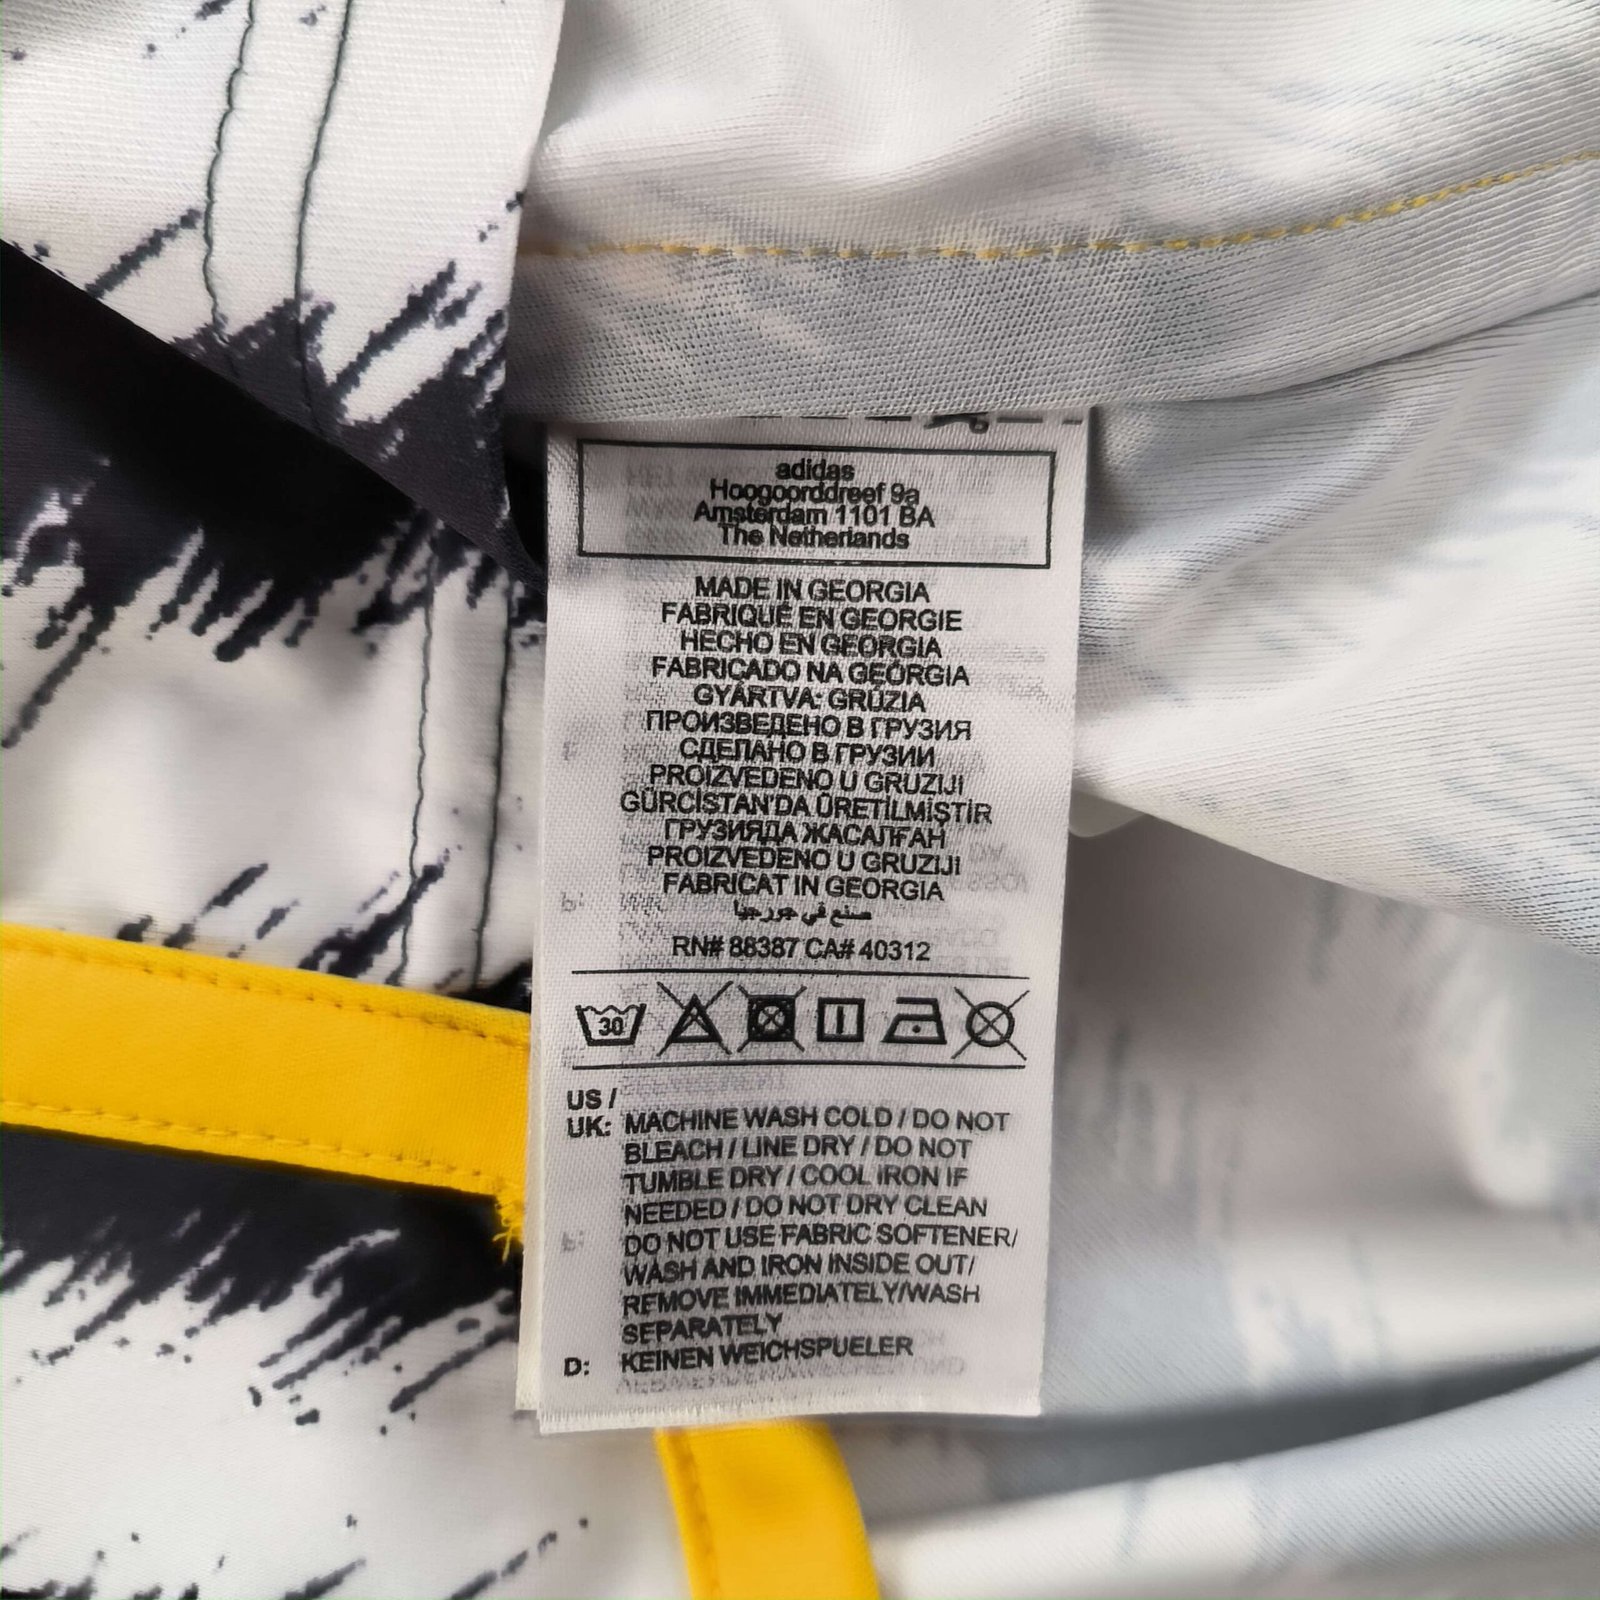 adidas
Hoogoorddreef 9a
Amsterdam 1101 BA
The Netherlands
MADE IN GEORGIA
FABRIQUÉ EN GEORGIE
HECHO EN GEORGIA
FABRICADO NA GEÓRGIA
GYÁRTVA: GRÚZIA
ПРОИЗВЕДЕНО В ГРУЗИЯ
СДЕЛАНО В ГРУЗИИ
PROIZVEDENO U GRUZIJI
GÜRCİSTAN'DA ÜRETİLMİŞTİR
ГРУЗИЯДА ЖАСАЛҒАН
PROIZVEDENO U GRUZIJI
FABRICAT IN GEORGIA
صنع في جورجيا
RN# 88387 CA# 40312
30
US /
UK: MACHINE WASH COLD / DO NOT
BLEACH / LINE DRY / DO NOT
TUMBLE DRY / COOL IRON IF
NEEDED / DO NOT DRY CLEAN
DO NOT USE FABRIC SOFTENER/
WASH AND IRON INSIDE OUT/
REMOVE IMMEDIATELY/WASH
SEPARATELY
D: KEINEN WEICHSPUELER